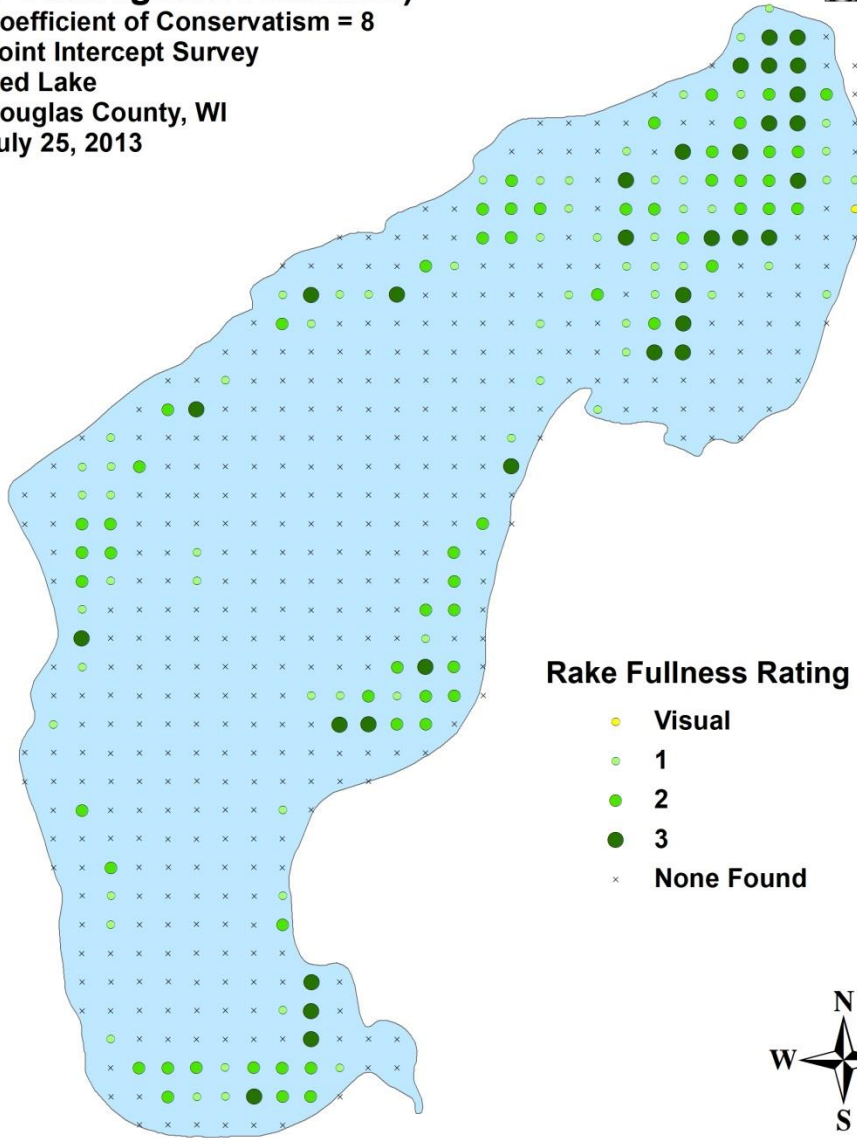 oefficient of Conservatism = 8
oint Intercept Survey
ed Lake
ouglas County, WI
uly 25, 2013
Rake Fullness Rating
Visual
1
2
3
None Found
N
W
S